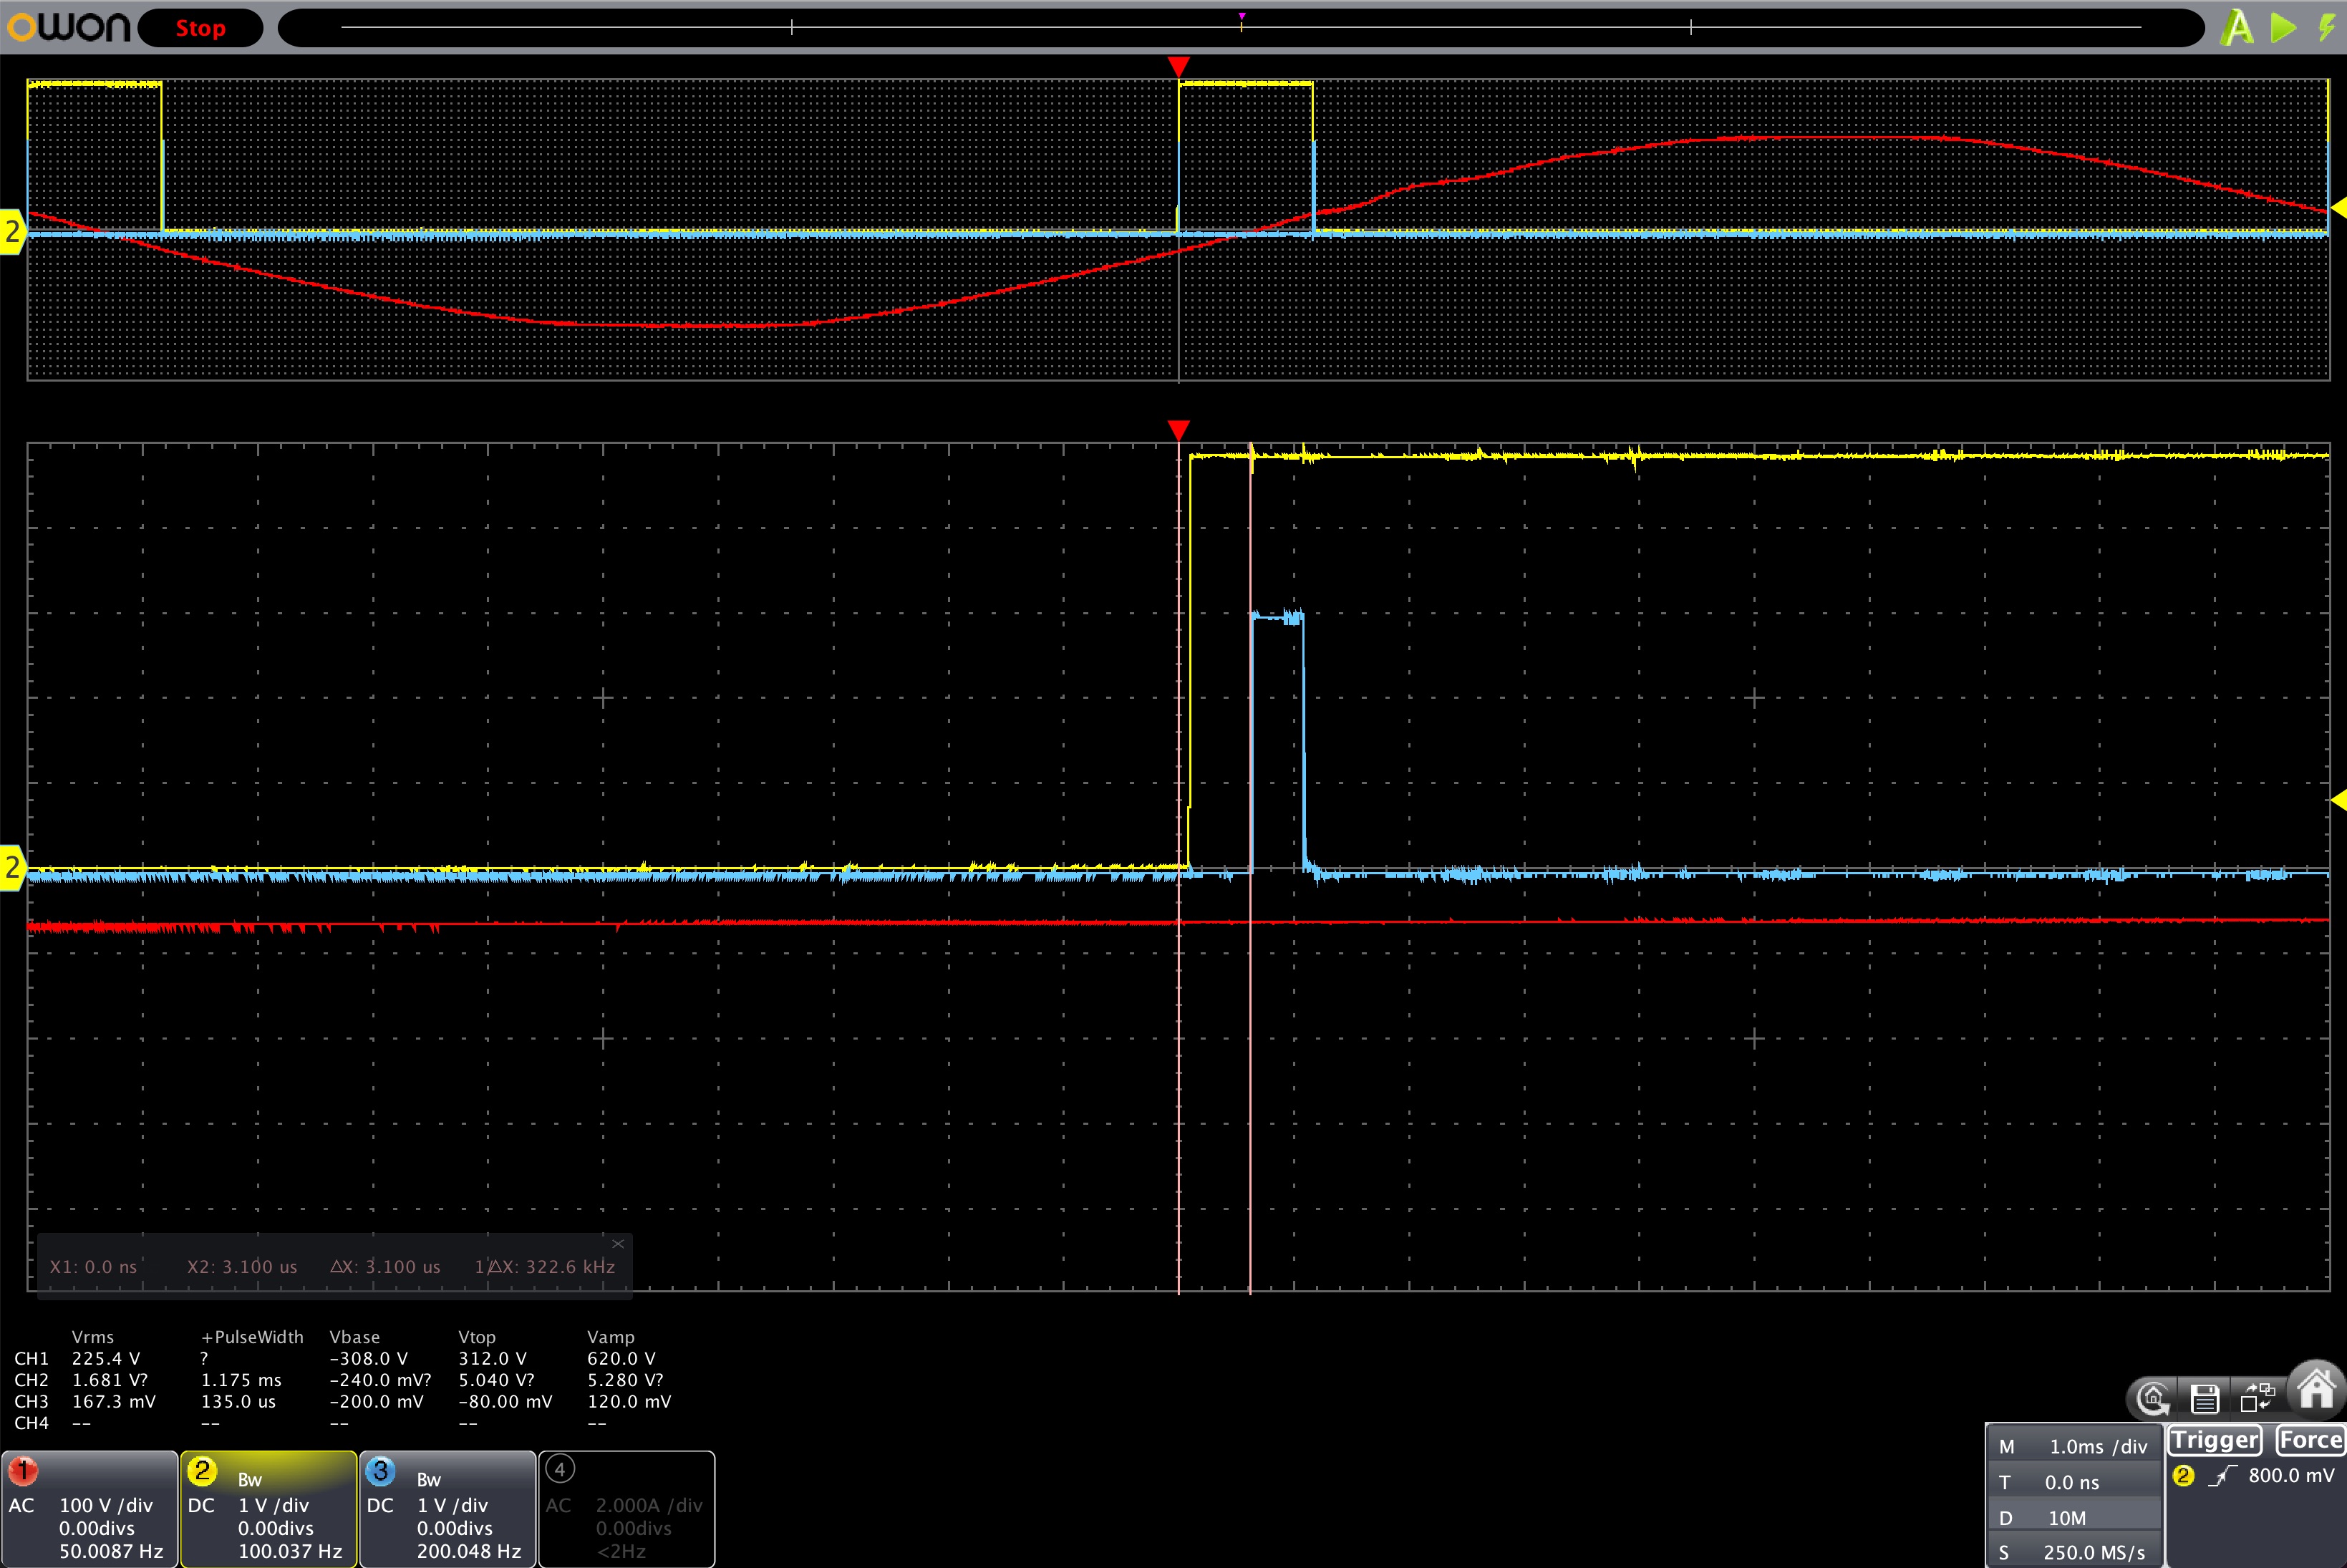 owon Stop A
2
2
X1: 0.0 ns X2: 3.100 us △X: 3.100 us 1/△X: 322.6 kHz
Vrms +PulseWidth Vbase Vtop Vamp
CH1 225.4 V ? -308.0 V 312.0 V 620.0 V
CH2 1.681 V? 1.175 ms -240.0 mV? 5.040 V? 5.280 V?
CH3 167.3 mV 135.0 us -200.0 mV -80.00 mV 120.0 mV
CH4 -- -- -- -- --
1
AC 100 V /div
0.00divs
50.0087 Hz
2 Bw
DC 1 V /div
0.00divs
100.037 Hz
3 Bw
DC 1 V /div
0.00divs
200.048 Hz
4
AC 2.000A /div
0.00divs
<2Hz
M 1.0ms /div
T 0.0 ns
D 10M
S 250.0 MS/s
Trigger Force
2 800.0 mV